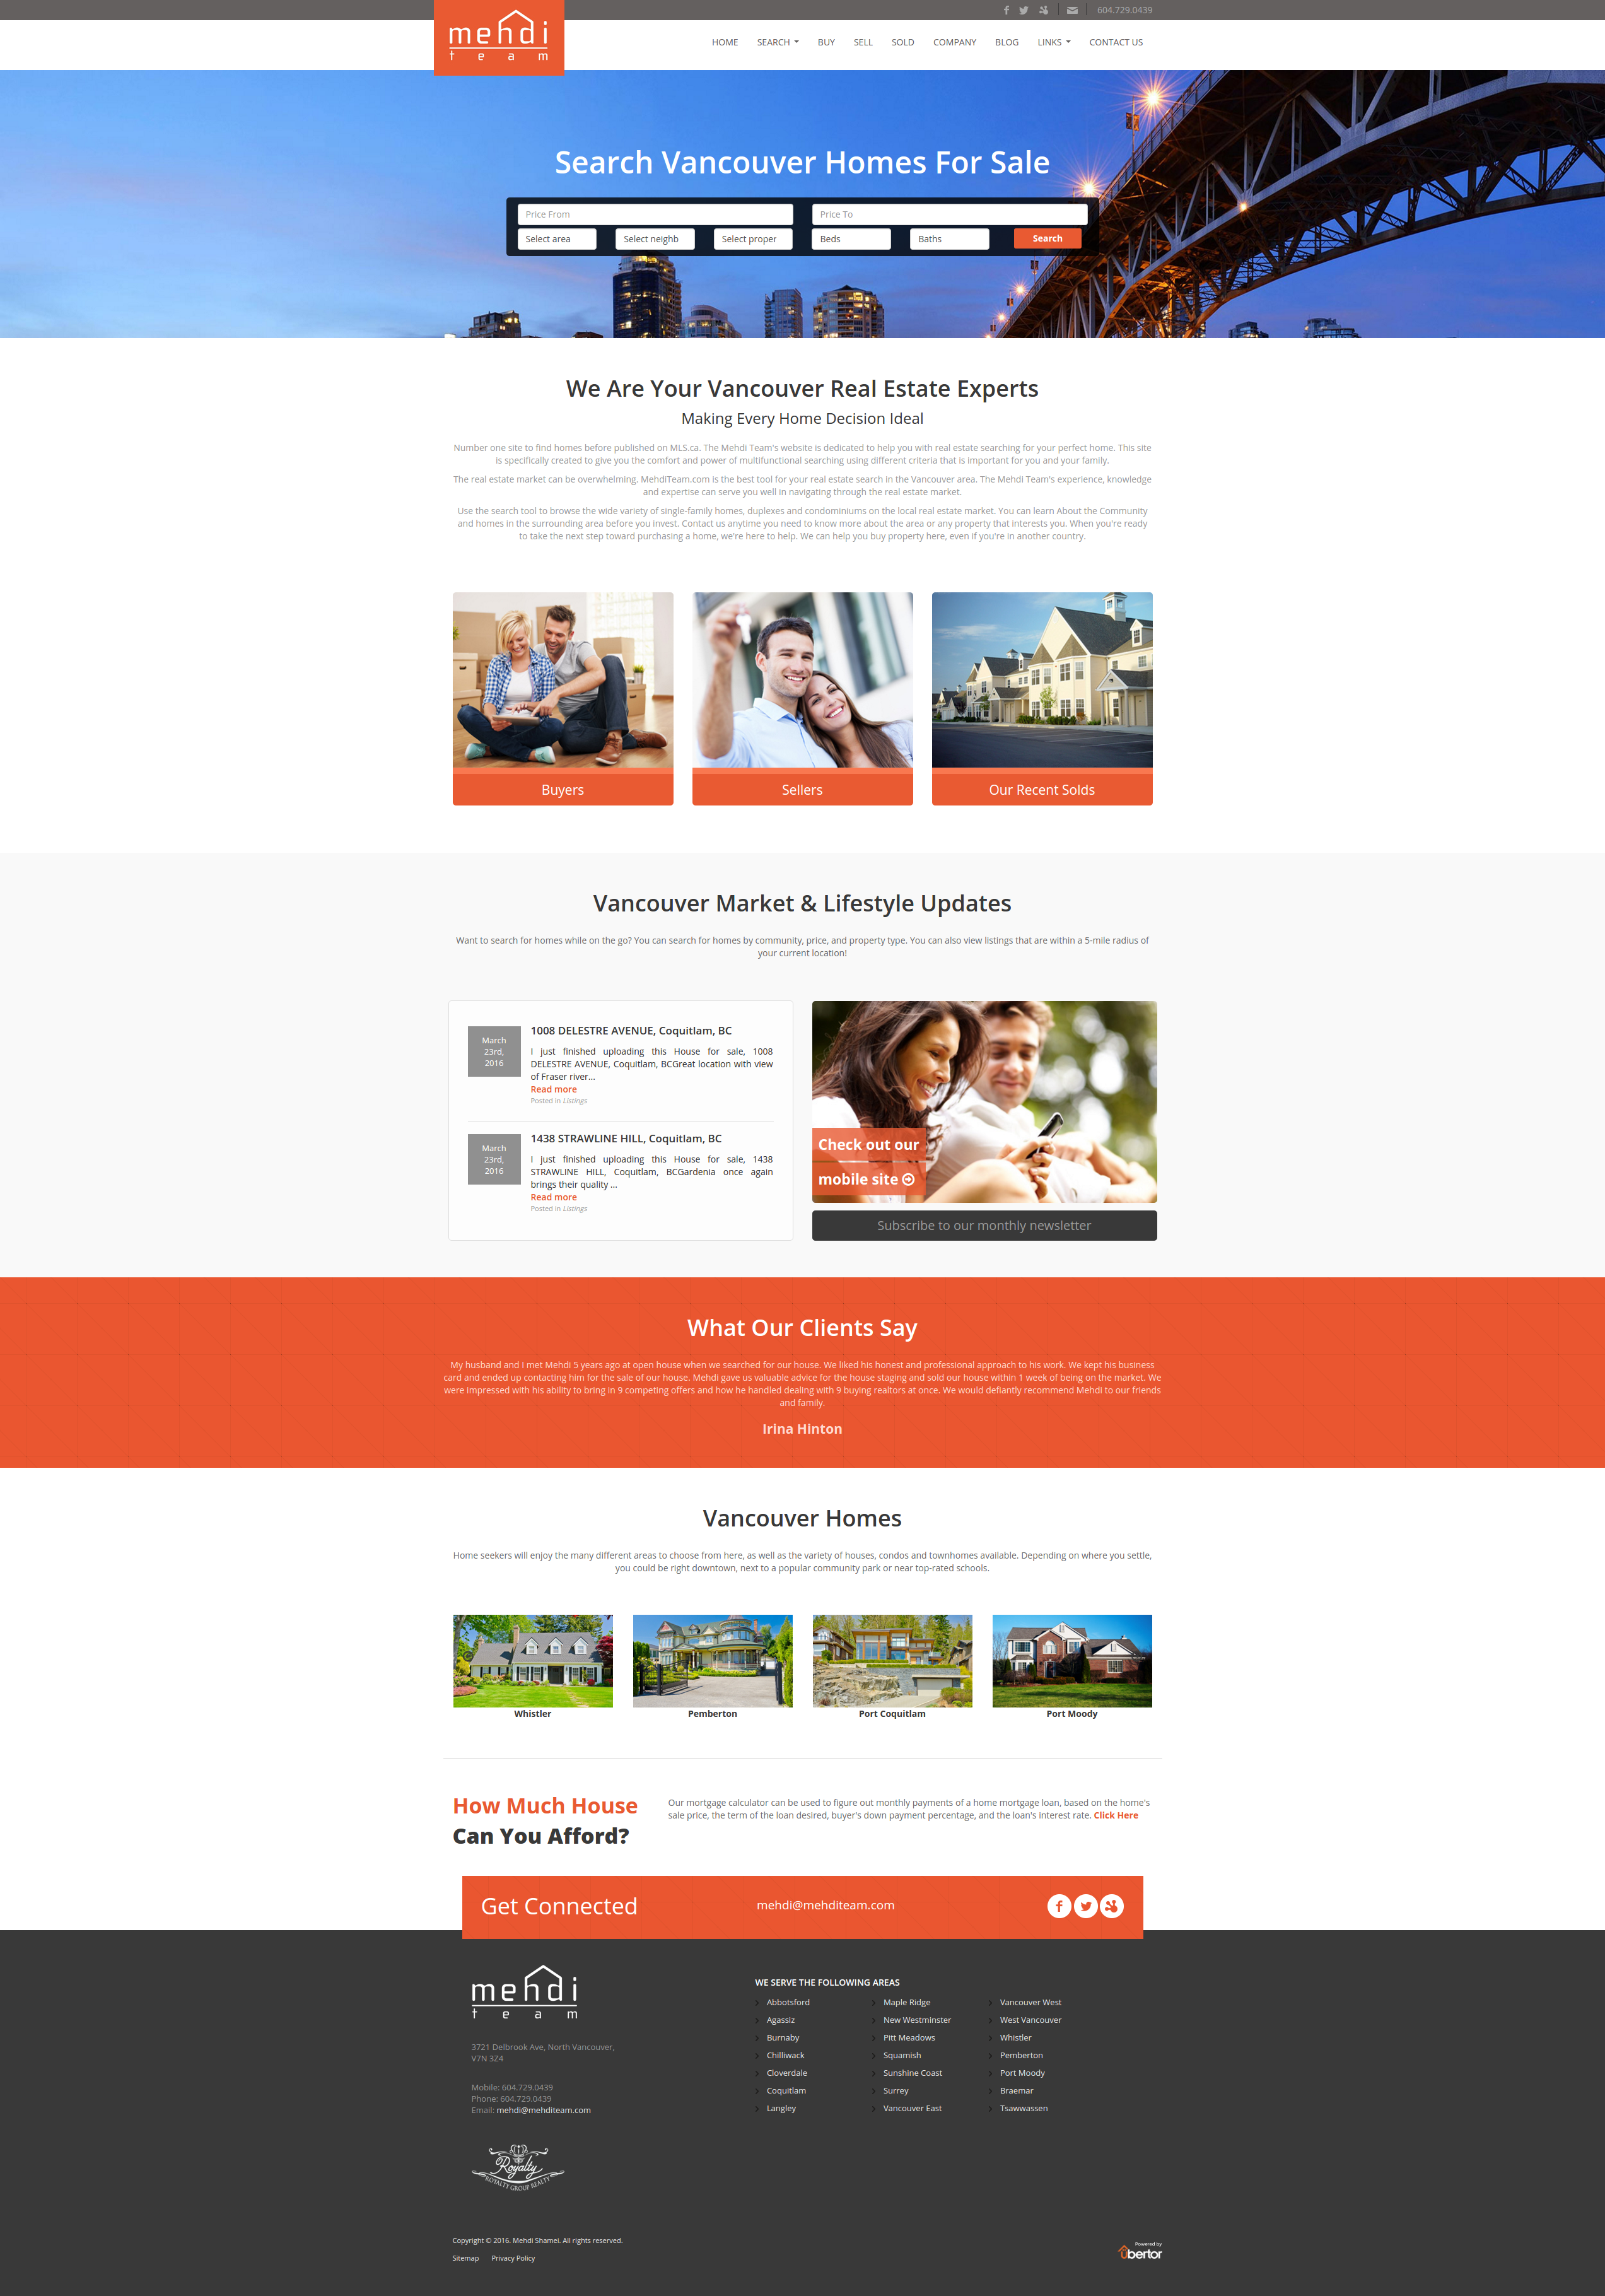 mehdi
team
604.729.0439
HOME SEARCH BUY SELL SOLD COMPANY BLOG LINKS CONTACT US
Search Vancouver Homes For Sale
Price From Price To
Select area Select neighb Select proper Beds Baths Search
We Are Your Vancouver Real Estate Experts
Making Every Home Decision Ideal
Number one site to find homes before published on MLS.ca. The Mehdi Team's website is dedicated to help you with real estate searching for your perfect home. This site
is specifically created to give you the comfort and power of multifunctional searching using different criteria that is important for you and your family.
The real estate market can be overwhelming. MehdiTeam.com is the best tool for your real estate search in the Vancouver area. The Mehdi Team's experience, knowledge
and expertise can serve you well in navigating through the real estate market.
Use the search tool to browse the wide variety of single-family homes, duplexes and condominiums on the local real estate market. You can learn About the Community
and homes in the surrounding area before you invest. Contact us anytime you need to know more about the area or any property that interests you. When you're ready
to take the next step toward purchasing a home, we're here to help. We can help you buy property here, even if you're in another country.
Buyers
Sellers
Our Recent Solds
Vancouver Market & Lifestyle Updates
Want to search for homes while on the go? You can search for homes by community, price, and property type. You can also view listings that are within a 5-mile radius of
your current location!
March
23rd,
2016
1008 DELESTRE AVENUE, Coquitlam, BC
I just finished uploading this House for sale, 1008
DELESTRE AVENUE, Coquitlam, BCGreat location with view
of Fraser river...
Read more
Posted in Listings
March
23rd,
2016
1438 STRAWLINE HILL, Coquitlam, BC
I just finished uploading this House for sale, 1438
STRAWLINE HILL, Coquitlam, BCGardenia once again
brings their quality ...
Read more
Posted in Listings
Check out our
mobile site
Subscribe to our monthly newsletter
What Our Clients Say
My husband and I met Mehdi 5 years ago at open house when we searched for our house. We liked his honest and professional approach to his work. We kept his business
card and ended up contacting him for the sale of our house. Mehdi gave us valuable advice for the house staging and sold our house within 1 week of being on the market. We
were impressed with his ability to bring in 9 competing offers and how he handled dealing with 9 buying realtors at once. We would defiantly recommend Mehdi to our friends
and family.
Irina Hinton
Vancouver Homes
Home seekers will enjoy the many different areas to choose from here, as well as the variety of houses, condos and townhomes available. Depending on where you settle,
you could be right downtown, next to a popular community park or near top-rated schools.
Whistler
Pemberton
Port Coquitlam
Port Moody
How Much House
Can You Afford?
Our mortgage calculator can be used to figure out monthly payments of a home mortgage loan, based on the home's
sale price, the term of the loan desired, buyer's down payment percentage, and the loan's interest rate. Click Here
Get Connected
mehdi@mehditeam.com
mehdi
team
3721 Delbrook Ave, North Vancouver,
V7N 3Z4
Mobile: 604.729.0439
Phone: 604.729.0439
Email: mehdi@mehditeam.com
Royalty
ROYALTY GROUP REALTY
WE SERVE THE FOLLOWING AREAS
Abbotsford Maple Ridge Vancouver West
Agassiz New Westminster West Vancouver
Burnaby Pitt Meadows Whistler
Chilliwack Squamish Pemberton
Cloverdale Sunshine Coast Port Moody
Coquitlam Surrey Braemar
Langley Vancouver East Tsawwassen
Copyright © 2016. Mehdi Shamei. All rights reserved.
Sitemap Privacy Policy
Powered by
Ubertor